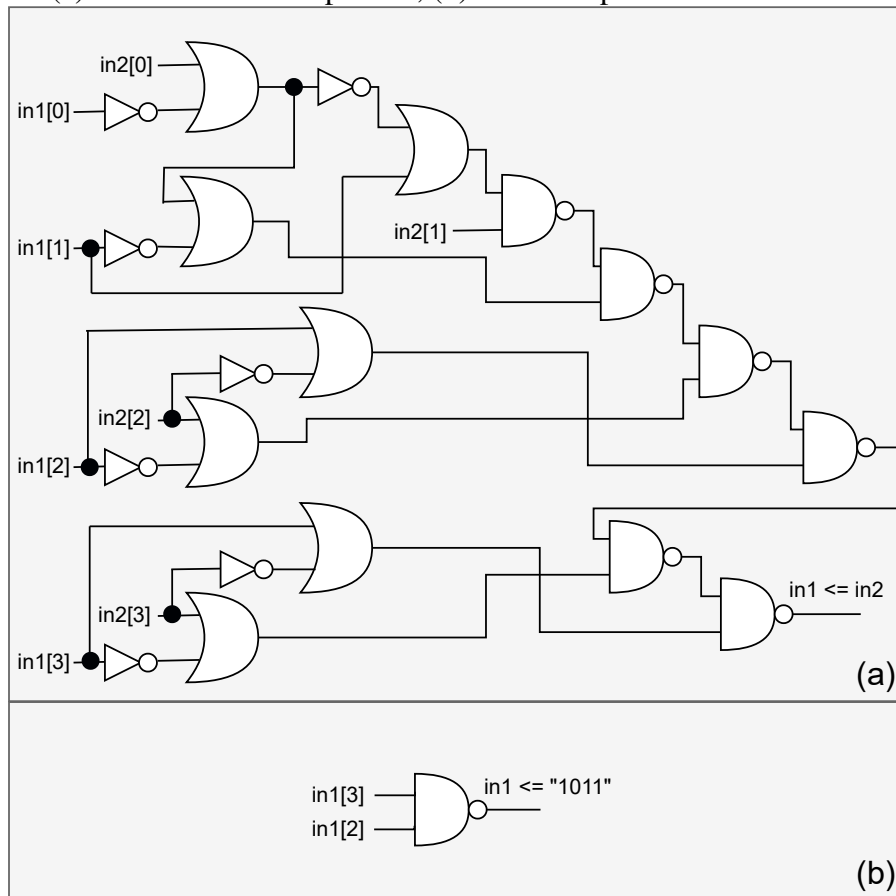 in2[0]
in1[0]
in2[1]
in1[1]
in2[2]
in1[2]
in1 <= in2
in2[3]
in1[3]
(a)
in1[3]
in1 <= "1011"
in1[2]
(b)